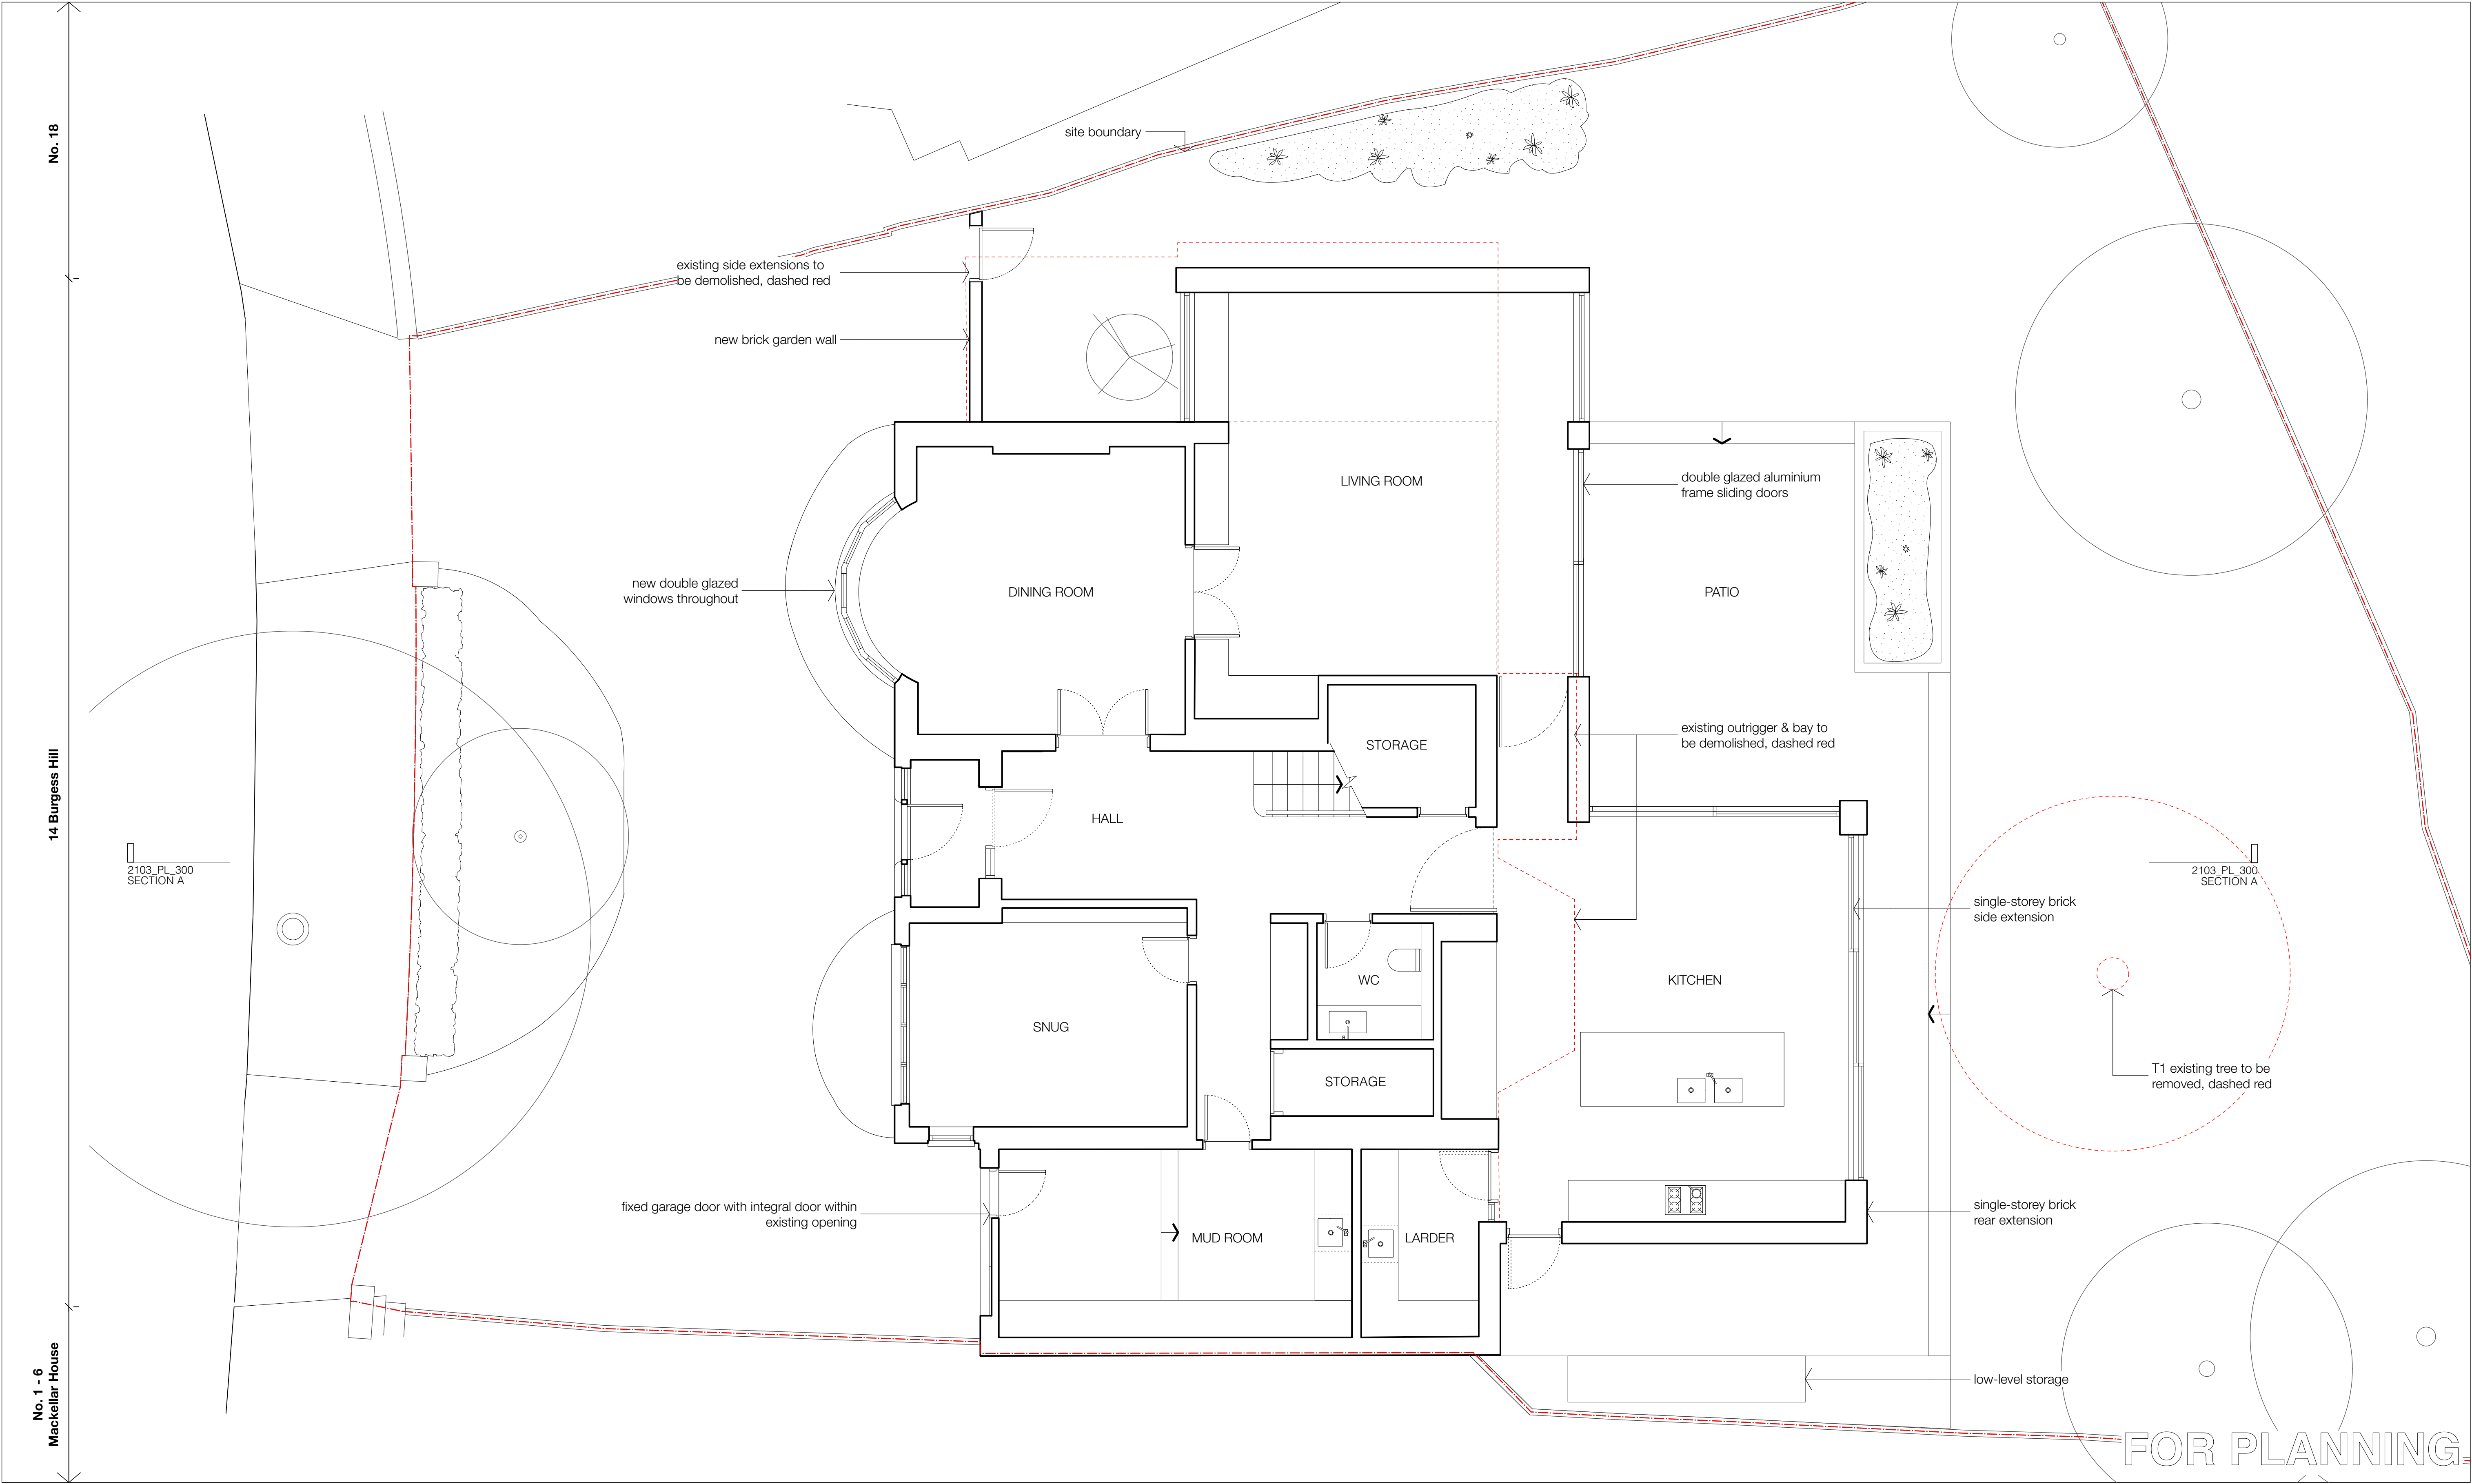 No. 18
14 Burgess Hill
No. 1 - 6
Mackellar House
site boundary
existing side extensions to
be demolished, dashed red
new brick garden wall
LIVING ROOM
double glazed aluminium
frame sliding doors
new double glazed
windows throughout
DINING ROOM
PATIO
STORAGE
existing outrigger & bay to
be demolished, dashed red
HALL
2103_PL_300
SECTION A
2103_PL_300
SECTION A
single-storey brick
side extension
WC
KITCHEN
SNUG
STORAGE
T1 existing tree to be
removed, dashed red
fixed garage door with integral door within
existing opening
single-storey brick
rear extension
MUD ROOM
LARDER
low-level storage
FOR PLANNING